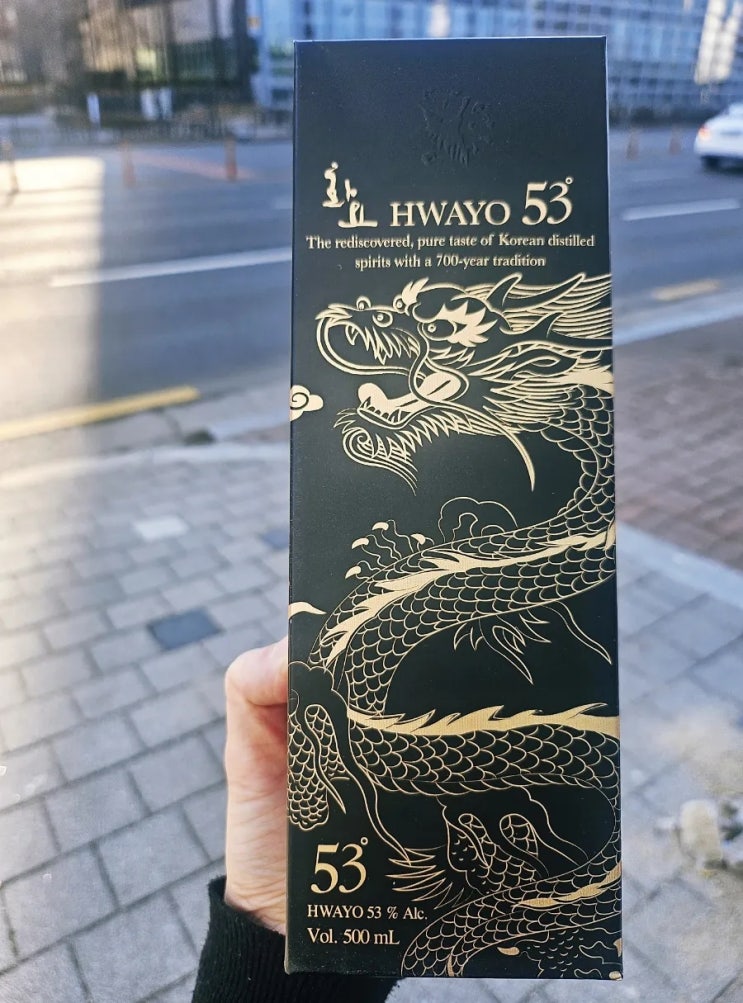 화요 HWAYO 53°
The rediscovered, pure taste of Korean distilled
spirits with a 700-year tradition
53°
HWAYO 53 % Alc.
Vol. 500 mL